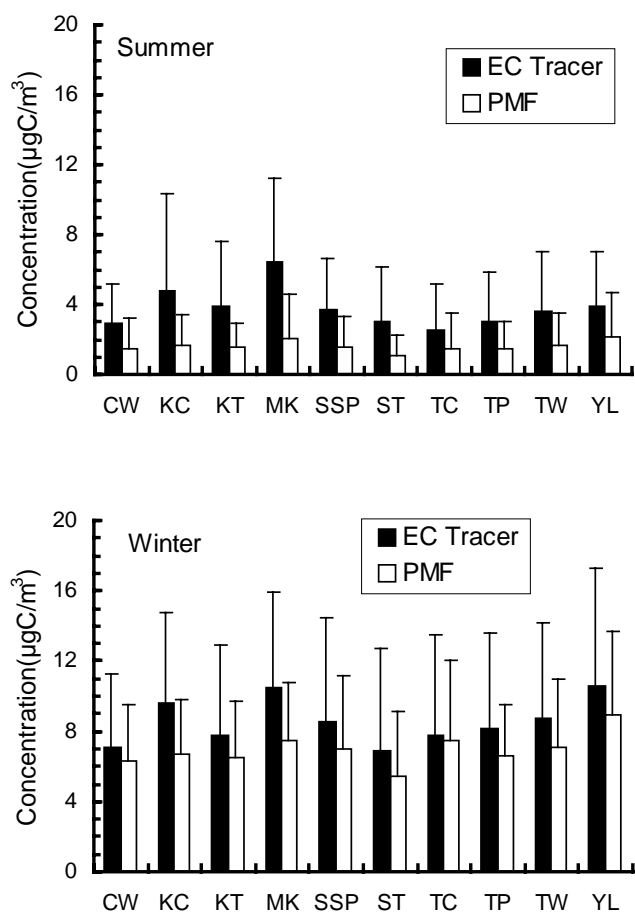 20
Summer
EC Tracer
PMF
16
12
8
4
0
Concentration(µgC/m³)
CW KC KT MK SSP ST TC TP TW YL
20
Winter
EC Tracer
PMF
16
12
8
4
0
Concentration(µgC/m³)
CW KC KT MK SSP ST TC TP TW YL